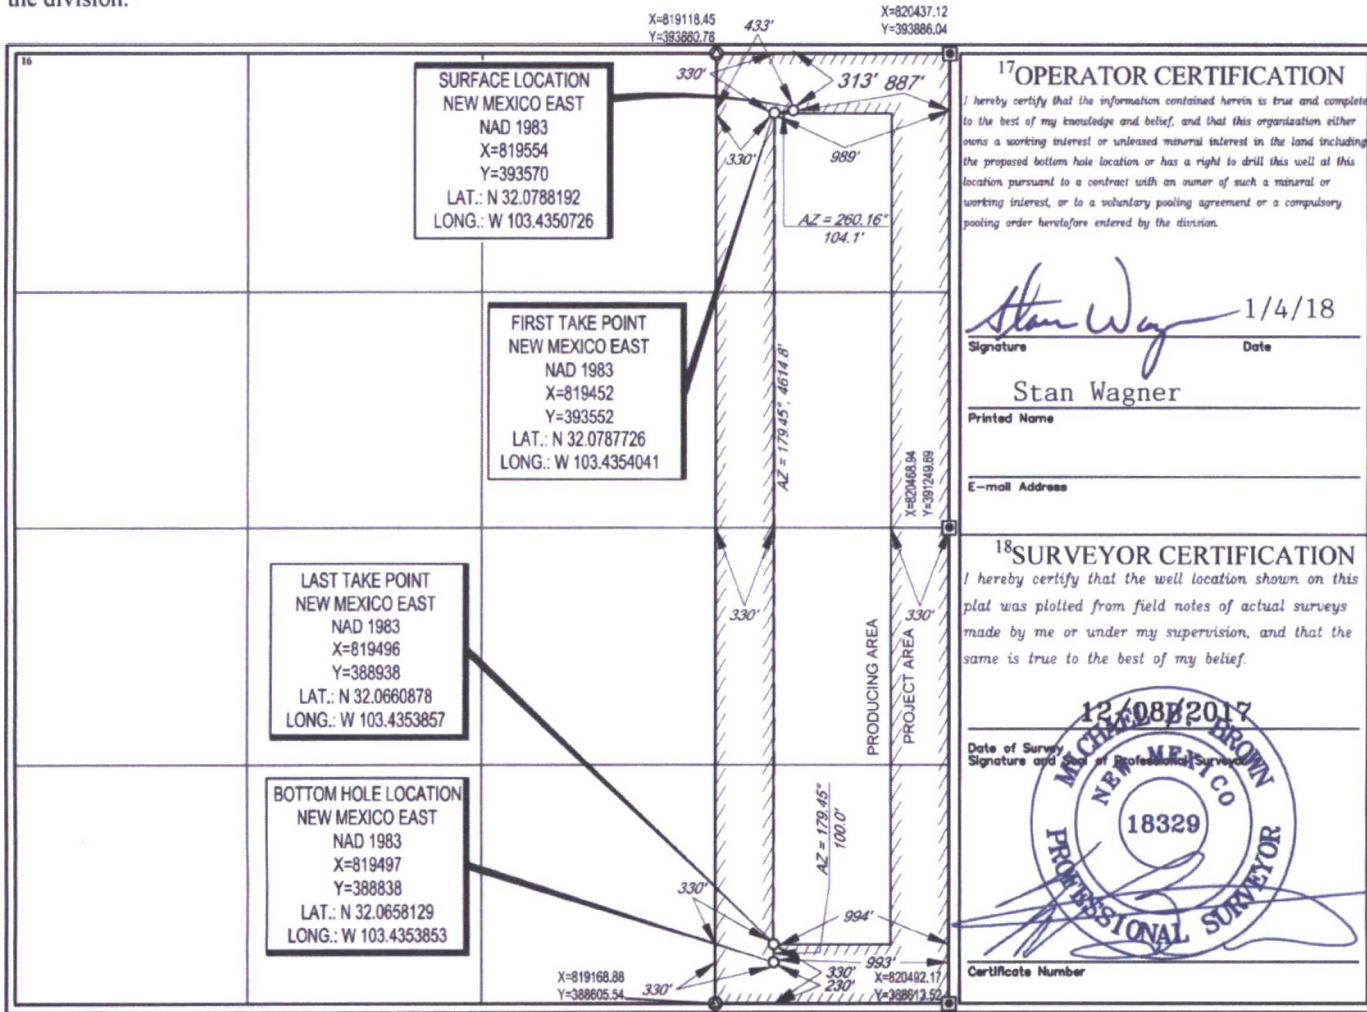 the division.
X=819118.45
Y=393880.78
X=820437.12
Y=393886.04
16
433'
330'
313' 887'
330'
989'
AZ = 260.16°
104.1'
SURFACE LOCATION
NEW MEXICO EAST
NAD 1983
X=819554
Y=393570
LAT.: N 32.0788192
LONG.: W 103.4350726
FIRST TAKE POINT
NEW MEXICO EAST
NAD 1983
X=819452
Y=393552
LAT.: N 32.0787726
LONG.: W 103.4354041
AZ = 179.45°, 4614.8'
X=820468.94
Y=391249.69
330'
330'
PRODUCING AREA
PROJECT AREA
LAST TAKE POINT
NEW MEXICO EAST
NAD 1983
X=819496
Y=388938
LAT.: N 32.0660878
LONG.: W 103.4353857
BOTTOM HOLE LOCATION
NEW MEXICO EAST
NAD 1983
X=819497
Y=388838
LAT.: N 32.0658129
LONG.: W 103.4353853
AZ = 179.45°
100.0'
330'
994'
993'
330'
230'
330'
X=819168.88
Y=388605.54
X=820492.17
Y=388613.52
17 OPERATOR CERTIFICATION
I hereby certify that the information contained herein is true and complete
to the best of my knowledge and belief, and that this organization either
owns a working interest or unleased mineral interest in the land including
the proposed bottom hole location or has a right to drill this well at this
location pursuant to a contract with an owner of such a mineral or
working interest, or to a voluntary pooling agreement or a compulsory
pooling order heretofore entered by the division.
Stan Wagner 1/4/18
Signature Date
Stan Wagner
Printed Name
E-mail Address
18 SURVEYOR CERTIFICATION
I hereby certify that the well location shown on this
plat was plotted from field notes of actual surveys
made by me or under my supervision, and that the
same is true to the best of my belief.
12/08/2017
Date of Survey
Signature and Seal of Professional Surveyor
MICHAEL B. BROWN
NEW MEXICO
18329
PROFESSIONAL SURVEYOR
Certificate Number